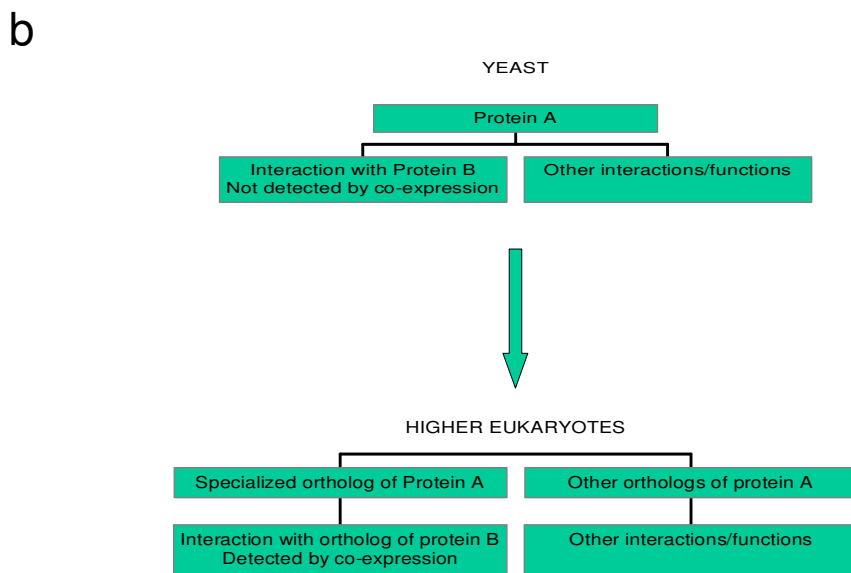 b
YEAST
Protein A
Interaction with Protein B
Not detected by co-expression
Other interactions/functions
HIGHER EUKARYOTES
Specialized ortholog of Protein A
Other orthologs of protein A
Interaction with ortholog of protein B
Detected by co-expression
Other interactions/functions